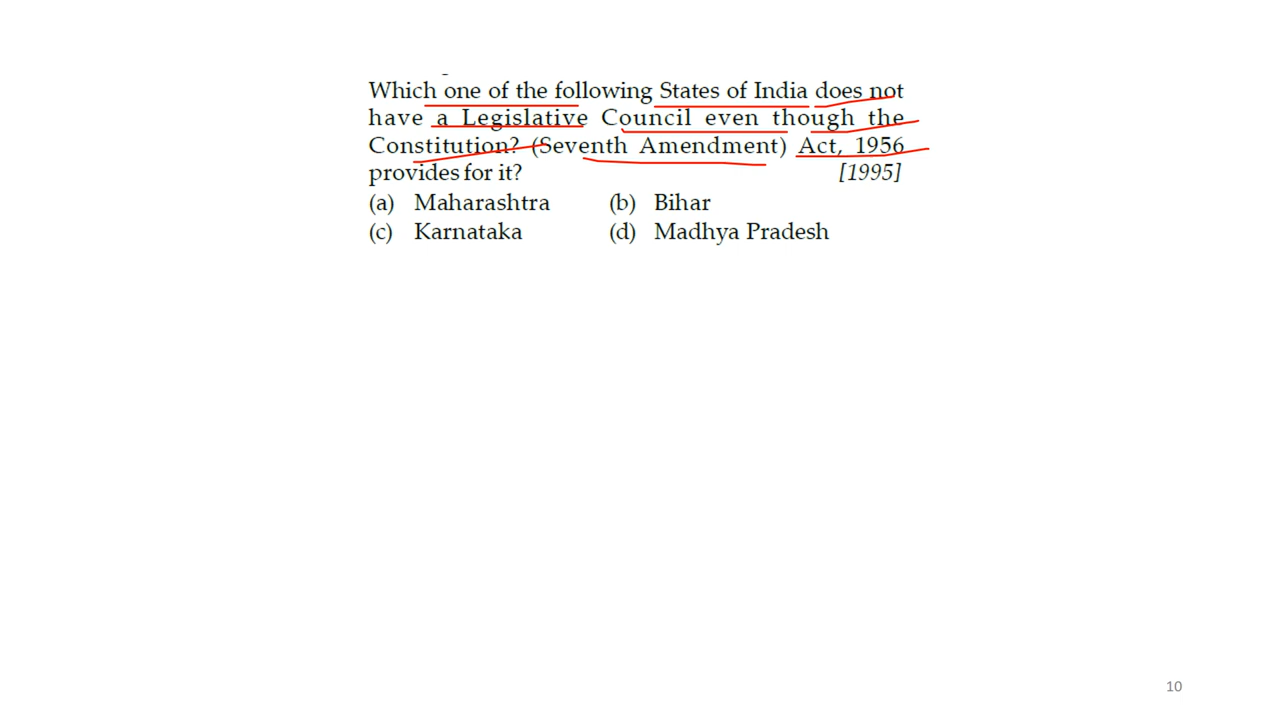 Which one of the following States of India does not
have a Legislative Council even though the
Constitution? (Seventh Amendment) Act, 1956
provides for it? [1995]
(a) Maharashtra (b) Bihar
(c) Karnataka (d) Madhya Pradesh
10